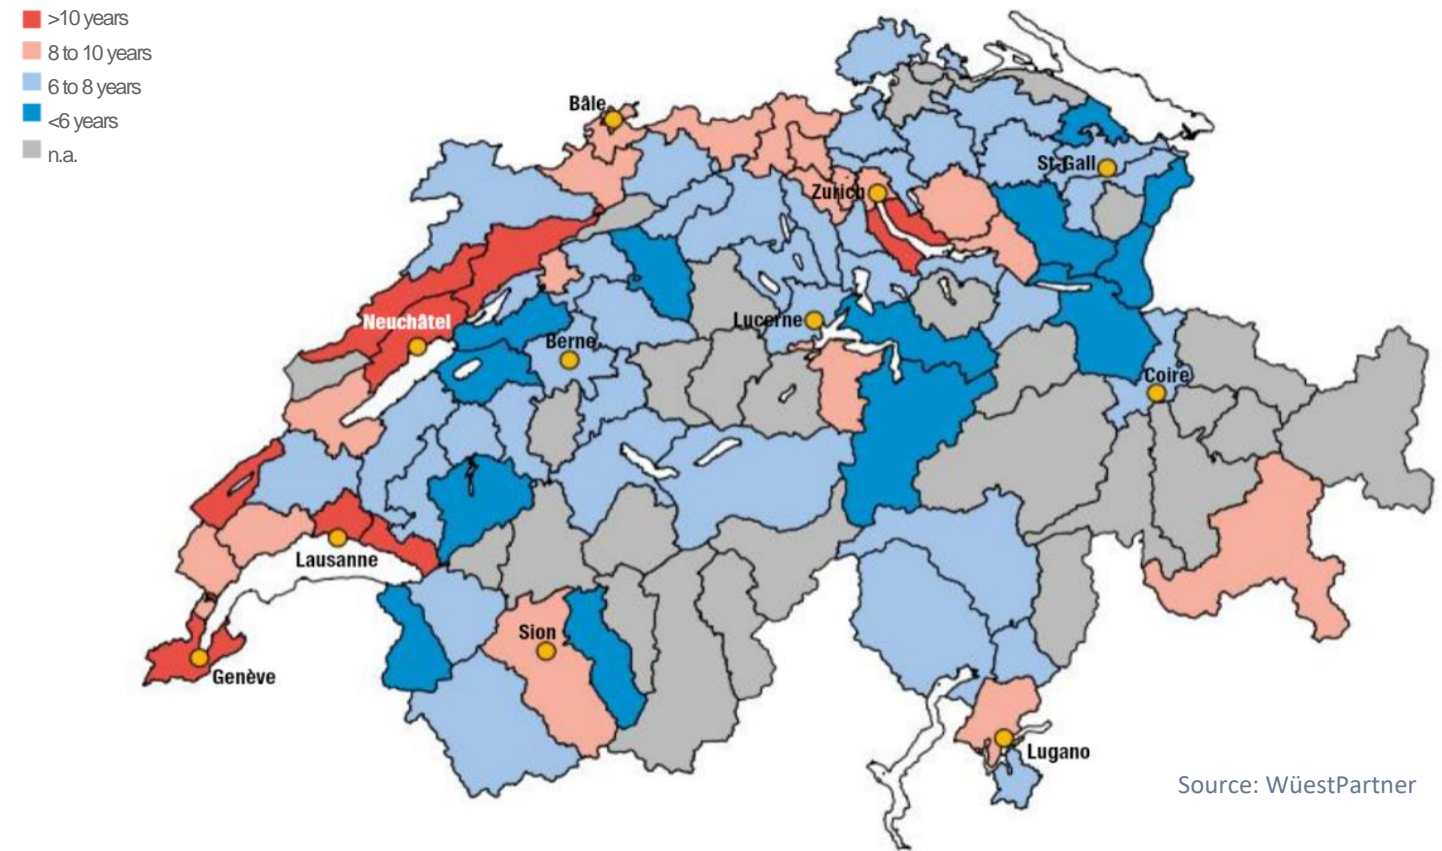 >10 years
8 to 10 years
6 to 8 years
<6 years
n.a.
Bâle
St-Gall
Zurich
Neuchâtel
Lucerne
Berne
Coire
Lausanne
Sion
Genève
Lugano
Source: WüestPartner